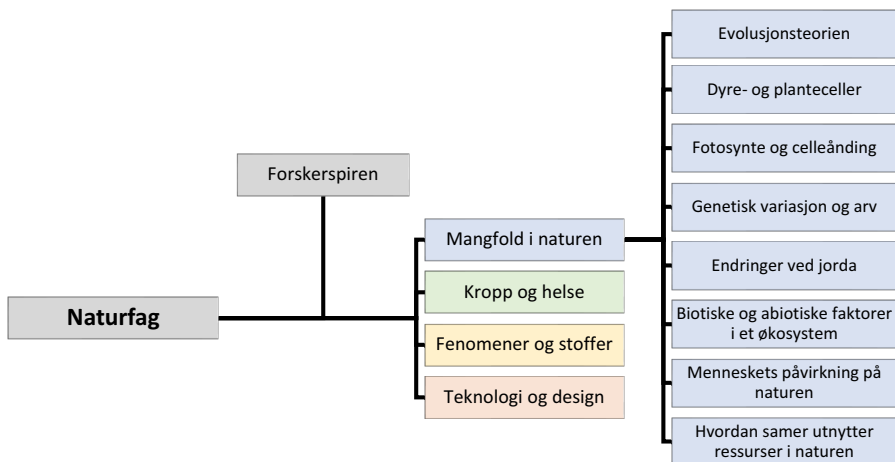 Naturfag
Forskerspiren
Mangfold i naturen
Kropp og helse
Fenomener og stoffer
Teknologi og design
Evolusjonsteorien
Dyre- og planteceller
Fotosynte og celleånding
Genetisk variasjon og arv
Endringer ved jorda
Biotiske og abiotiske faktorer
i et økosystem
Menneskets påvirkning på
naturen
Hvordan samer utnytter
ressurser i naturen